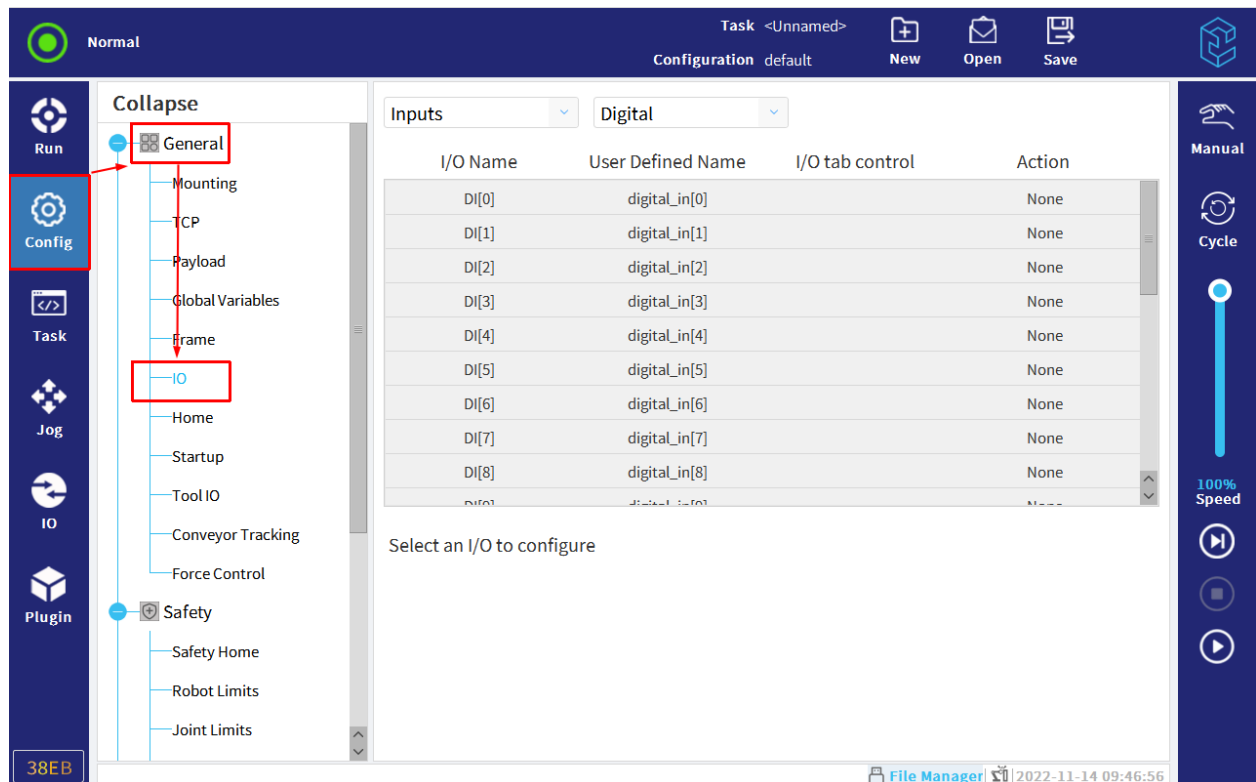 Normal
Task <Unnamed>
Configuration default
New
Open
Save
Run
Config
Task
Jog
IO
Plugin
38EB
Collapse
General
Mounting
TCP
Payload
Global Variables
Frame
IO
Home
Startup
Tool IO
Conveyor Tracking
Force Control
Safety
Safety Home
Robot Limits
Joint Limits
Inputs Digital
I/O Name User Defined Name I/O tab control Action
DI[0] digital_in[0] None
DI[1] digital_in[1] None
DI[2] digital_in[2] None
DI[3] digital_in[3] None
DI[4] digital_in[4] None
DI[5] digital_in[5] None
DI[6] digital_in[6] None
DI[7] digital_in[7] None
DI[8] digital_in[8] None
Select an I/O to configure
File Manager 2022-11-14 09:46:56
Manual
Cycle
100%
Speed